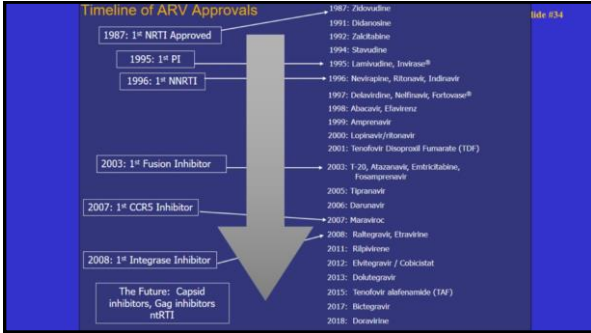 Timeline of ARV Approvals
lide #34
1987: 1st NRTI Approved
1995: 1st PI
1996: 1st NNRTI
2003: 1st Fusion Inhibitor
2007: 1st CCR5 Inhibitor
2008: 1st Integrase Inhibitor
The Future: Capsid
inhibitors, Gag inhibitors
ntRTI
1987: Zidovudine
1991: Didanosine
1992: Zalcitabine
1994: Stavudine
1995: Lamivudine, Invirase®
1996: Nevirapine, Ritonavir, Indinavir
1997: Delavirdine, Nelfinavir, Fortovase®
1998: Abacavir, Efavirenz
1999: Amprenavir
2000: Lopinavir/ritonavir
2001: Tenofovir Disoproxil Fumarate (TDF)
2003: T-20, Atazanavir, Emtricitabine,
Fosamprenavir
2005: Tipranavir
2006: Darunavir
2007: Maraviroc
2008: Raltegravir, Etravirine
2011: Rilpivirene
2012: Elvitegravir / Cobicistat
2013: Dolutegravir
2015: Tenofovir alafenamide (TAF)
2017: Bictegravir
2018: Doravirine